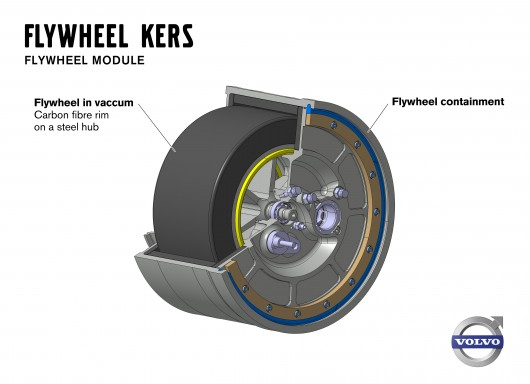 FLYWHEEL KERS
FLYWHEEL MODULE
Flywheel in vaccum
Carbon fibre rim
on a steel hub
Flywheel containment
VOLVO